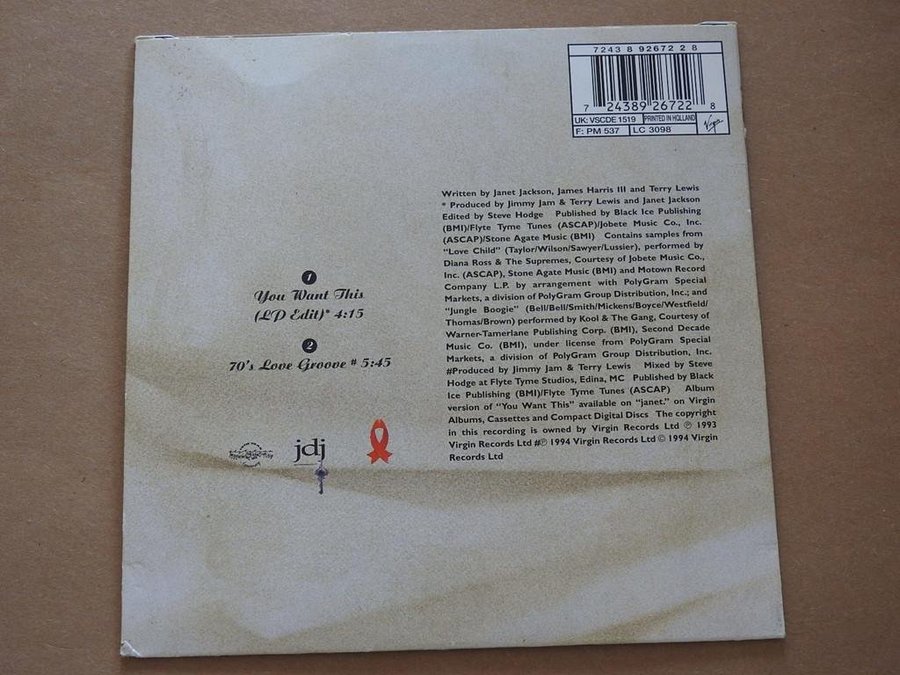 7243 8 92672 2 8
7 24389 26722 8
UK: VSCDE 1519 PRINTED IN HOLLAND
F: PM 537 LC 3098 Virgin
Written by Janet Jackson, James Harris III and Terry Lewis
* Produced by Jimmy Jam & Terry Lewis and Janet Jackson
Edited by Steve Hodge Published by Black Ice Publishing
(BMI)/Flyte Tyme Tunes (ASCAP)/Jobete Music Co., Inc.
(ASCAP)/Stone Agate Music (BMI) Contains samples from
"Love Child" (Taylor/Wilson/Sawyer/Lussier), performed by
Diana Ross & The Supremes, Courtesy of Jobete Music Co.,
Inc. (ASCAP), Stone Agate Music (BMI) and Motown Record
Company L.P. by arrangement with PolyGram Special
Markets, a division of PolyGram Group Distribution, Inc.; and
"Jungle Boogie" (Bell/Bell/Smith/Mickens/Boyce/Westfield/
Thomas/Brown) performed by Kool & The Gang, Courtesy of
Warner-Tamerlane Publishing Corp. (BMI), Second Decade
Music Co. (BMI), under license from PolyGram Special
Markets, a division of PolyGram Group Distribution, Inc.
#Produced by Jimmy Jam & Terry Lewis Mixed by Steve
Hodge at Flyte Tyme Studios, Edina, MC Published by Black
Ice Publishing (BMI)/Flyte Tyme Tunes (ASCAP) Album
version of "You Want This" available on "janet." on Virgin
Albums, Cassettes and Compact Digital Discs The copyright
in this recording is owned by Virgin Records Ltd ℗ 1993
Virgin Records Ltd #℗ 1994 Virgin Records Ltd © 1994 Virgin
Records Ltd
1
You Want This
(LP Edit)* 4:15
2
70's Love Groove # 5:45
jdj